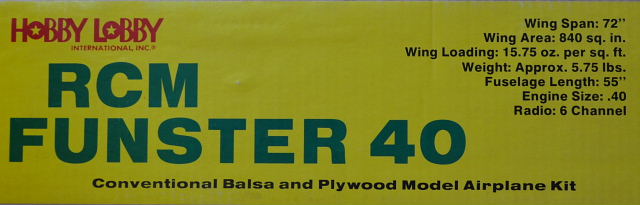 HOBBY LOBBY
INTERNATIONAL, INC.®
RCM
FUNSTER 40
Conventional Balsa and Plywood Model Airplane Kit
Wing Span: 72''
Wing Area: 840 sq. in.
Wing Loading: 15.75 oz. per sq. ft.
Weight: Approx. 5.75 lbs.
Fuselage Length: 55''
Engine Size: .40
Radio: 6 Channel